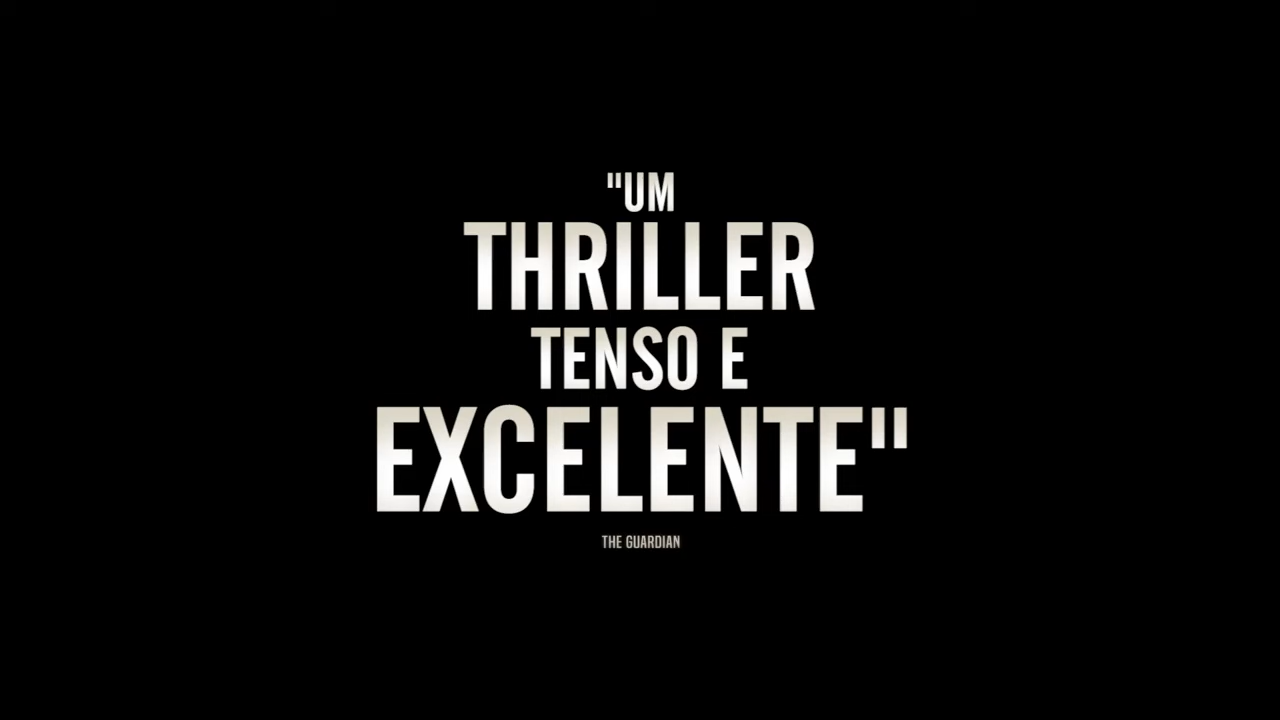 "UM
THRILLER
TENSO E
EXCELENTE"
THE GUARDIAN